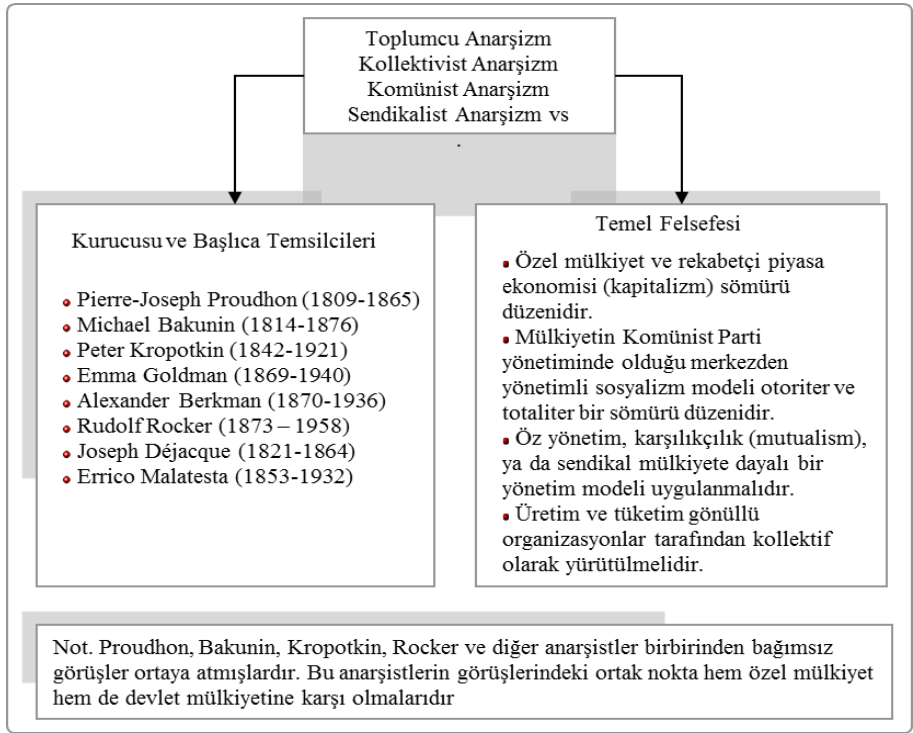 Toplumcu Anarşizm
Kollektivist Anarşizm
Komünist Anarşizm
Sendikalist Anarşizm vs
.
Kurucusu ve Başlıca Temsilcileri
Pierre-Joseph Proudhon (1809-1865)
Michael Bakunin (1814-1876)
Peter Kropotkin (1842-1921)
Emma Goldman (1869-1940)
Alexander Berkman (1870-1936)
Rudolf Rocker (1873 – 1958)
Joseph Déjacque (1821-1864)
Errico Malatesta (1853-1932)
Temel Felsefesi
Özel mülkiyet ve rekabetçi piyasa
ekonomisi (kapitalizm) sömürü
düzenidir.
Mülkiyetin Komünist Parti
yönetiminde olduğu merkezden
yönetimli sosyalizm modeli otoriter ve
totaliter bir sömürü düzenidir.
Öz yönetim, karşılıkçılık (mutualism),
ya da sendikal mülkiyete dayalı bir
yönetim modeli uygulanmalıdır.
Üretim ve tüketim gönüllü
organizasyonlar tarafından kollektif
olarak yürütülmelidir.
Not. Proudhon, Bakunin, Kropotkin, Rocker ve diğer anarşistler birbirinden bağımsız
görüşler ortaya atmışlardır. Bu anarşistlerin görüşlerindeki ortak nokta hem özel mülkiyet
hem de devlet mülkiyetine karşı olmalarıdır